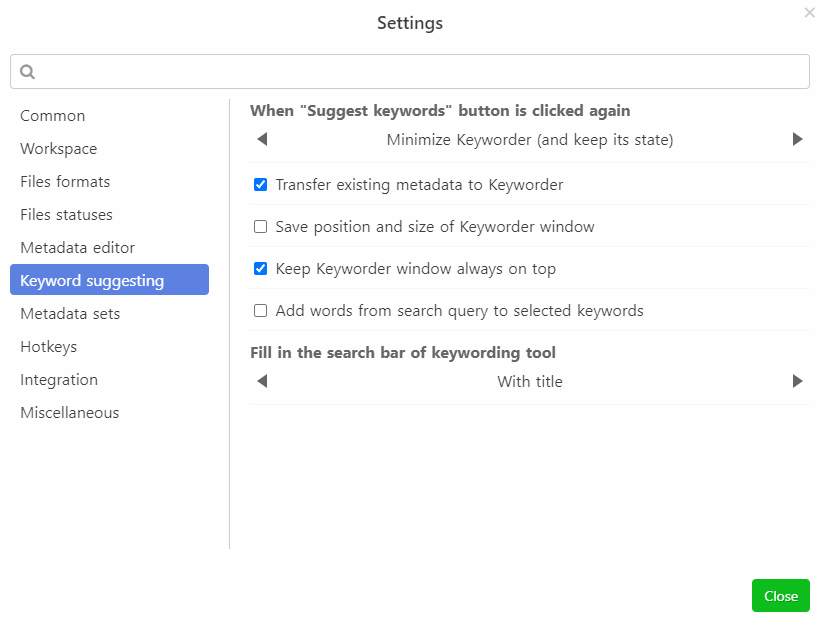 Settings
Common
Workspace
Files formats
Files statuses
Metadata editor
Keyword suggesting
Metadata sets
Hotkeys
Integration
Miscellaneous
When "Suggest keywords" button is clicked again
Minimize Keyworder (and keep its state)
Transfer existing metadata to Keyworder
Save position and size of Keyworder window
Keep Keyworder window always on top
Add words from search query to selected keywords
Fill in the search bar of keywording tool
With title
Close